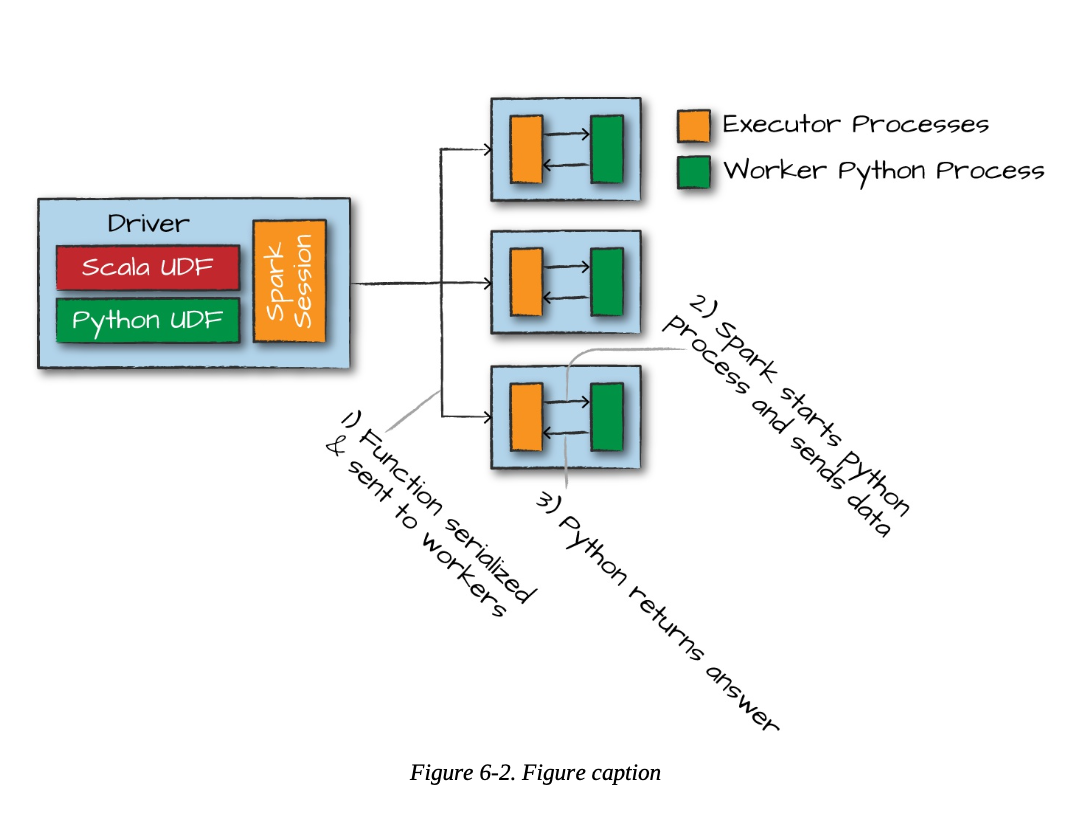 Executor Processes
Worker Python Process
Driver
Scala UDF
Python UDF
Spark
Session
1) Function serialized
& sent to workers
2) Spark starts Python
process and sends data
3) Python returns answer
Figure 6-2. Figure caption